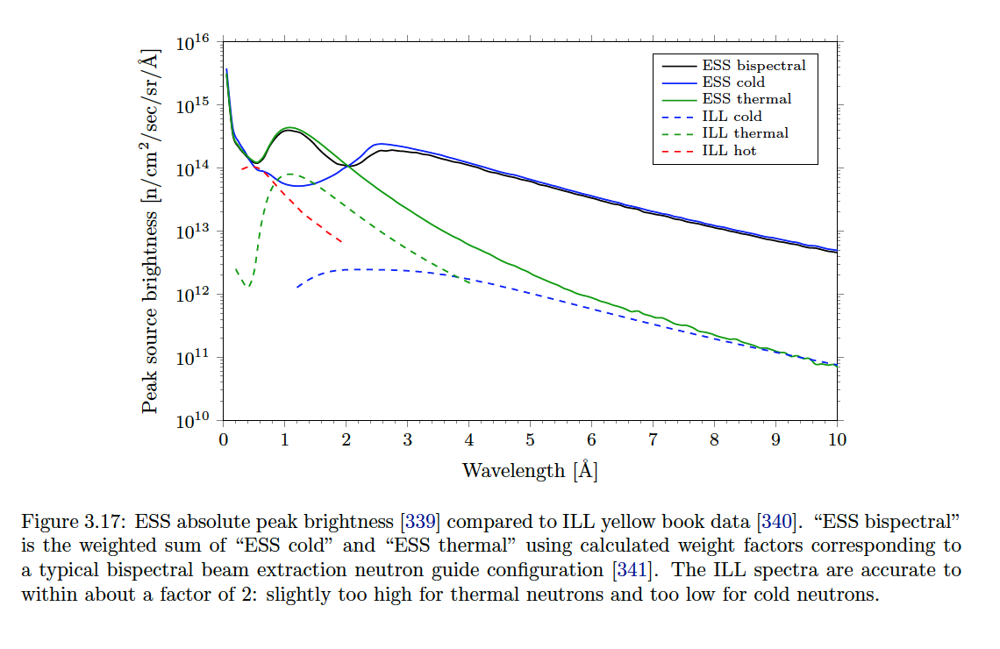 10^16
10^15
10^14
10^13
10^12
10^11
10^10
Peak source brightness [n/cm^2/sec/sr/Å]
ESS bispectral
ESS cold
ESS thermal
ILL cold
ILL thermal
ILL hot
0 1 2 3 4 5 6 7 8 9 10
Wavelength [Å]
Figure 3.17: ESS absolute peak brightness [339] compared to ILL yellow book data [340]. “ESS bispectral”
is the weighted sum of “ESS cold” and “ESS thermal” using calculated weight factors corresponding to
a typical bispectral beam extraction neutron guide configuration [341]. The ILL spectra are accurate to
within about a factor of 2: slightly too high for thermal neutrons and too low for cold neutrons.